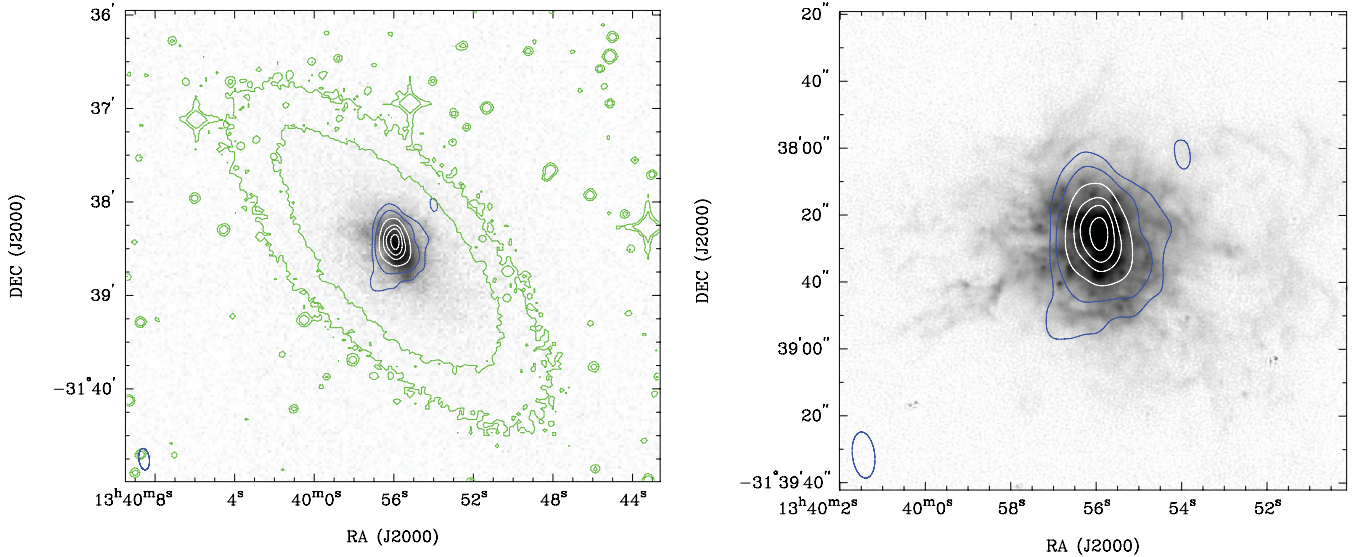 36'
37'
38'
39'
−31°40'
DEC (J2000)
13ʰ40ᵐ8ˢ
4ˢ
40ᵐ0ˢ
56ˢ
52ˢ
48ˢ
44ˢ
RA (J2000)
20"
40"
38'00"
20"
40"
39'00"
20"
−31°39'40"
DEC (J2000)
13ʰ40ᵐ2ˢ
40ᵐ0ˢ
58ˢ
56ˢ
54ˢ
52ˢ
RA (J2000)